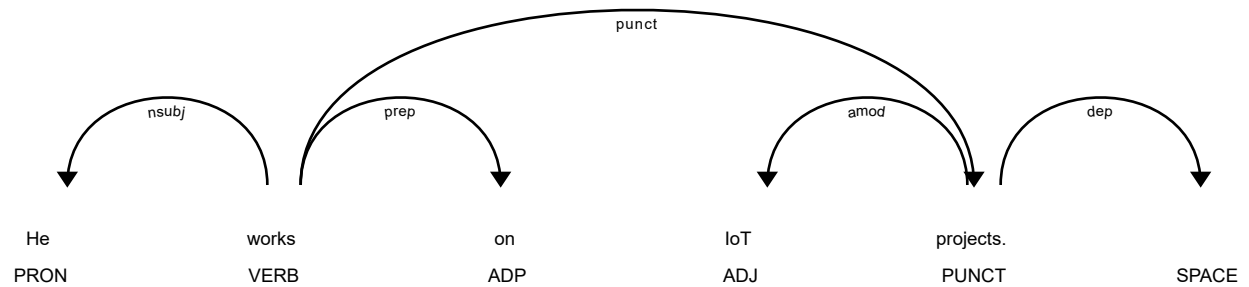 punct
nsubj prep amod dep
He works on IoT projects.
PRON VERB ADP ADJ PUNCT SPACE